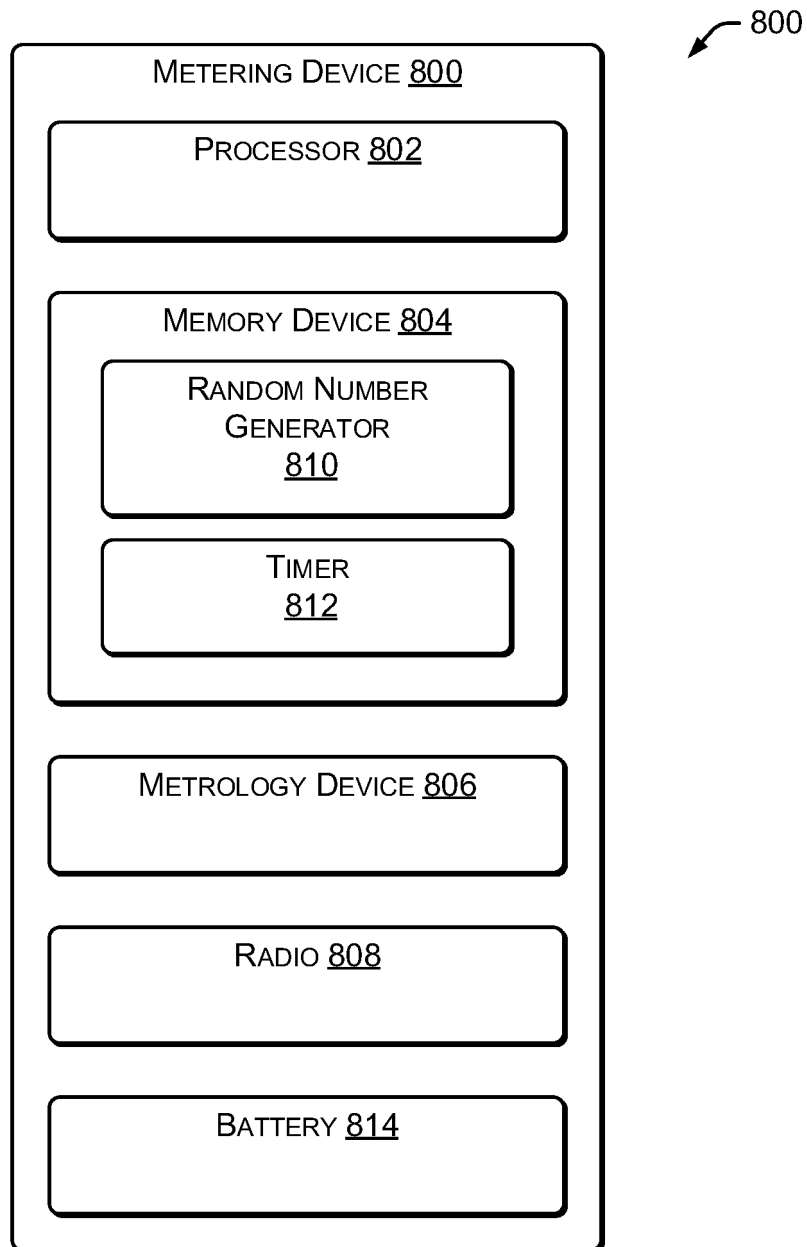 800
METERING DEVICE 800
PROCESSOR 802
MEMORY DEVICE 804
RANDOM NUMBER
GENERATOR
810
TIMER
812
METROLOGY DEVICE 806
RADIO 808
BATTERY 814